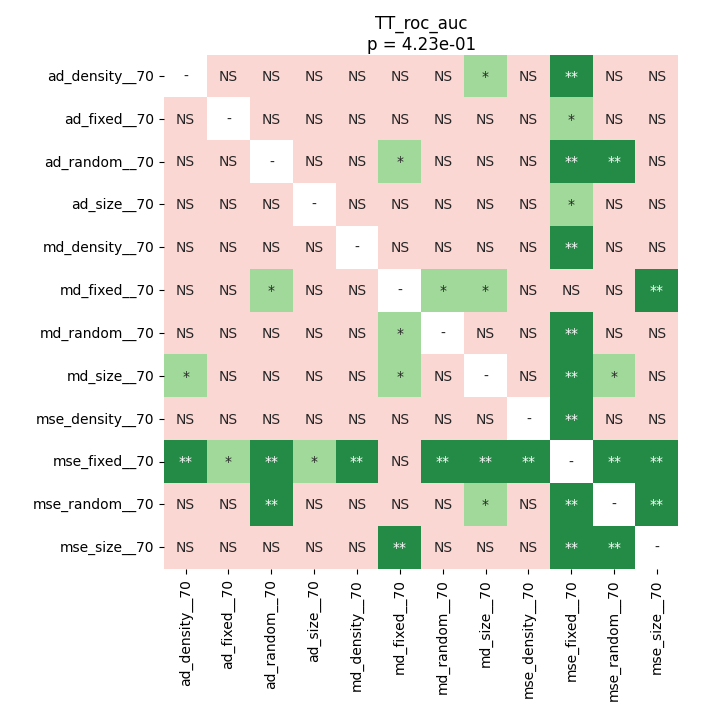 TT_roc_auc
p = 4.23e-01
ad_density__70 - NS NS NS NS NS NS * NS ** NS NS
ad_fixed__70 NS - NS NS NS NS NS NS NS * NS NS
ad_random__70 NS NS - NS NS * NS NS NS ** ** NS
ad_size__70 NS NS NS - NS NS NS NS NS * NS NS
md_density__70 NS NS NS NS - NS NS NS NS ** NS NS
md_fixed__70 NS NS * NS NS - * * NS NS NS **
md_random__70 NS NS NS NS NS * - NS NS ** NS NS
md_size__70 * NS NS NS NS * NS - NS ** * NS
mse_density__70 NS NS NS NS NS NS NS NS - ** NS NS
mse_fixed__70 ** * ** * ** NS ** ** ** - ** **
mse_random__70 NS NS ** NS NS NS NS * NS ** - **
mse_size__70 NS NS NS NS NS ** NS NS NS ** ** -
ad_density__70
ad_fixed__70
ad_random__70
ad_size__70
md_density__70
md_fixed__70
md_random__70
md_size__70
mse_density__70
mse_fixed__70
mse_random__70
mse_size__70